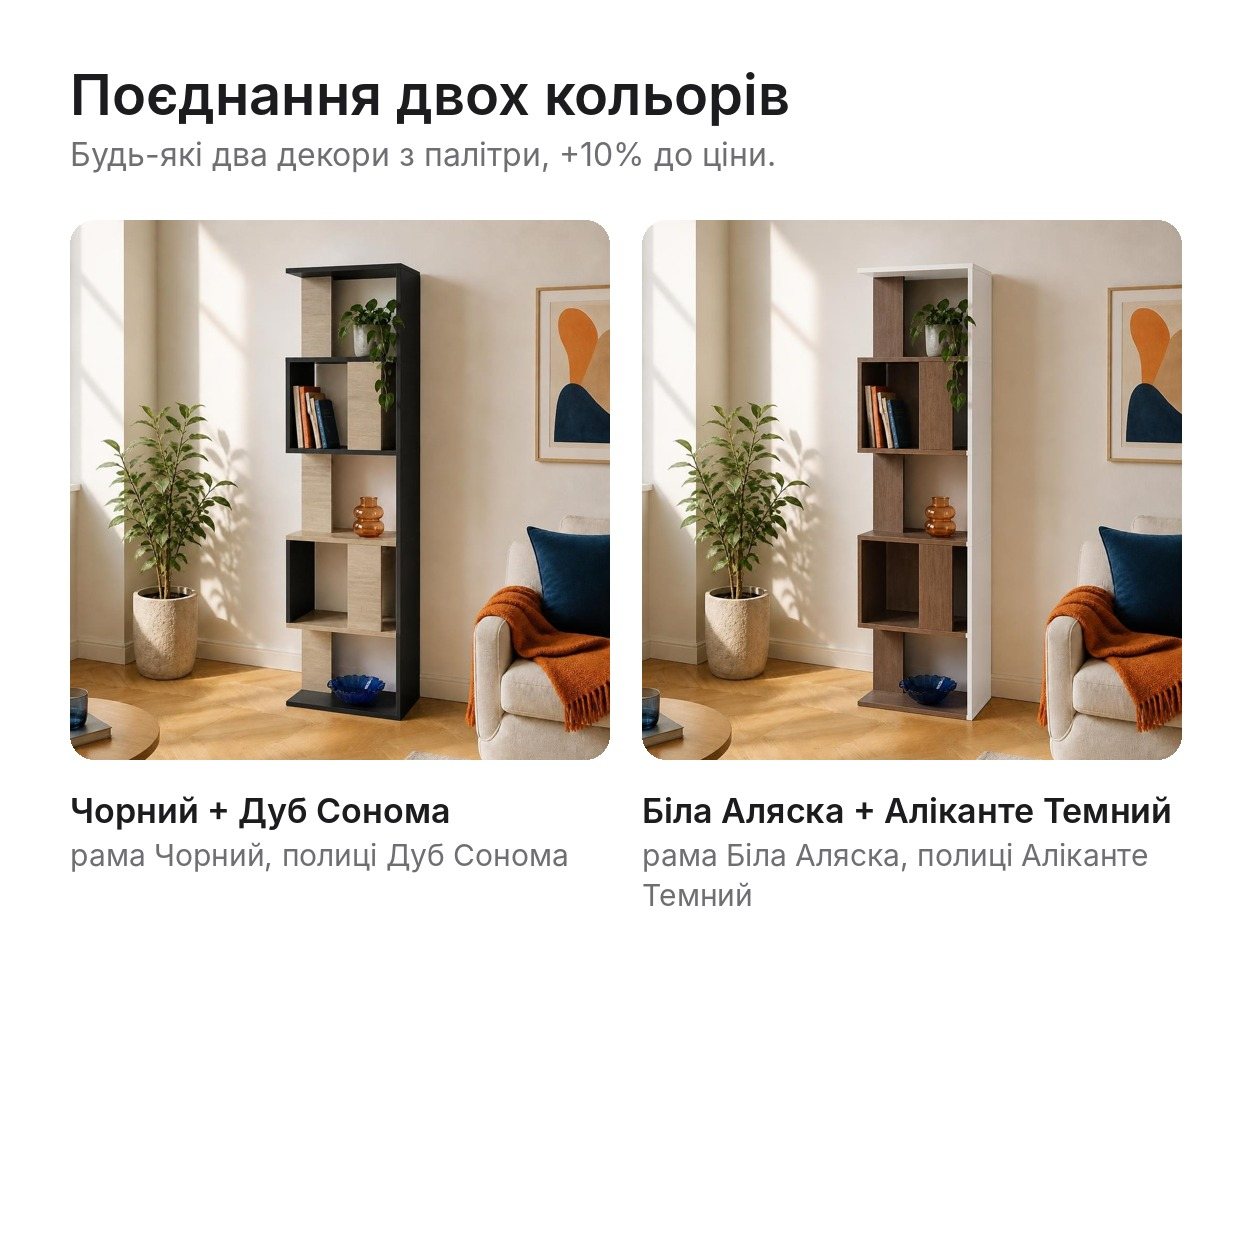 Поєднання двох кольорів
Будь-які два декори з палітри, +10% до ціни.
Чорний + Дуб Сонома
рама Чорний, полиці Дуб Сонома
Біла Аляска + Аліканте Темний
рама Біла Аляска, полиці Аліканте
Темний